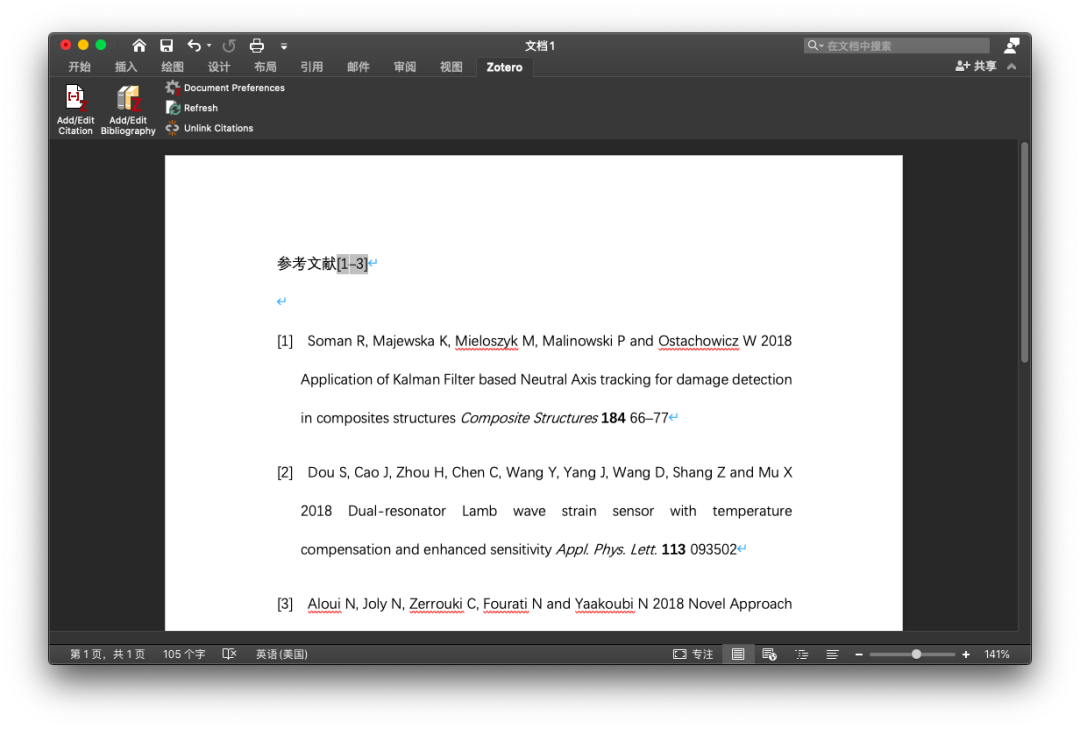 文档1
在文档中搜索
开始 插入 绘图 设计 布局 引用 邮件 审阅 视图 Zotero
共享
Add/Edit Citation
Add/Edit Bibliography
Document Preferences
Refresh
Unlink Citations
参考文献[1–3]
[1] Soman R, Majewska K, Mieloszyk M, Malinowski P and Ostachowicz W 2018
Application of Kalman Filter based Neutral Axis tracking for damage detection
in composites structures Composite Structures 184 66–77
[2] Dou S, Cao J, Zhou H, Chen C, Wang Y, Yang J, Wang D, Shang Z and Mu X
2018 Dual-resonator Lamb wave strain sensor with temperature
compensation and enhanced sensitivity Appl. Phys. Lett. 113 093502
[3] Aloui N, Joly N, Zerrouki C, Fourati N and Yaakoubi N 2018 Novel Approach
第1页，共1页 105个字 英语(美国) 专注 141%